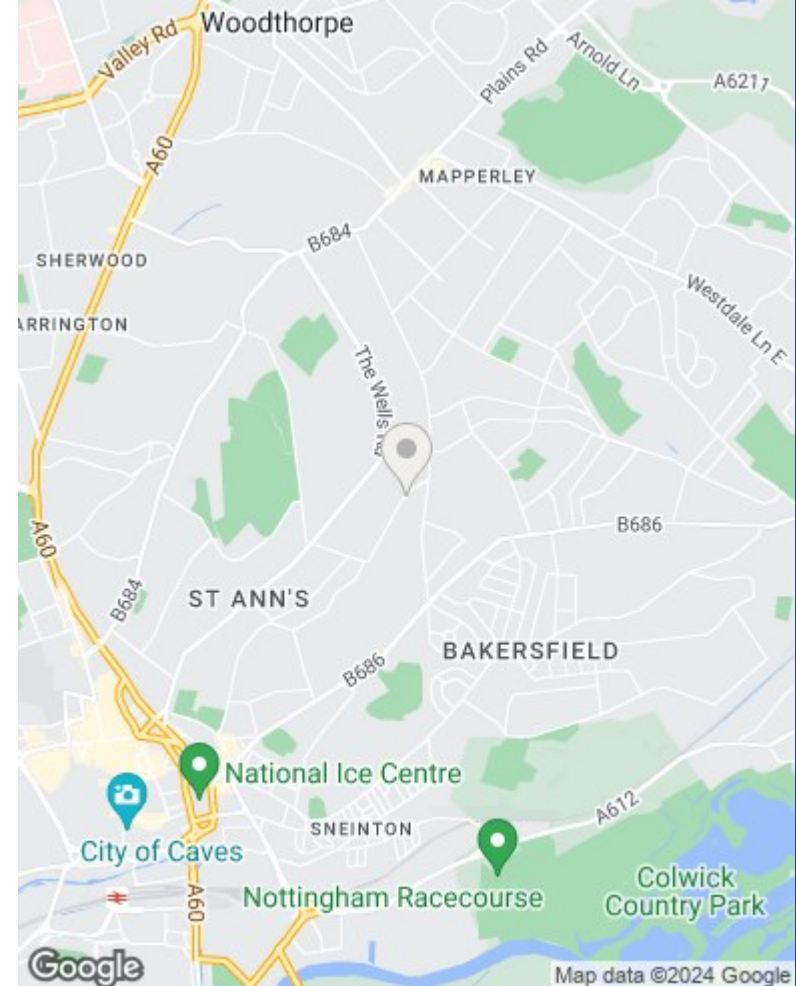 Woodthorpe
Valley Rd
Plains Rd
Arnold Ln
A6211
A60
MAPPERLEY
B684
SHERWOOD
Westdale Ln E
ARRINGTON
The Wells Rd
B686
A60
B684
ST ANN'S
BAKERSFIELD
B686
National Ice Centre
A612
SNEINTON
City of Caves
Colwick
Country Park
Nottingham Racecourse
A60
Google
Map data ©2024 Google